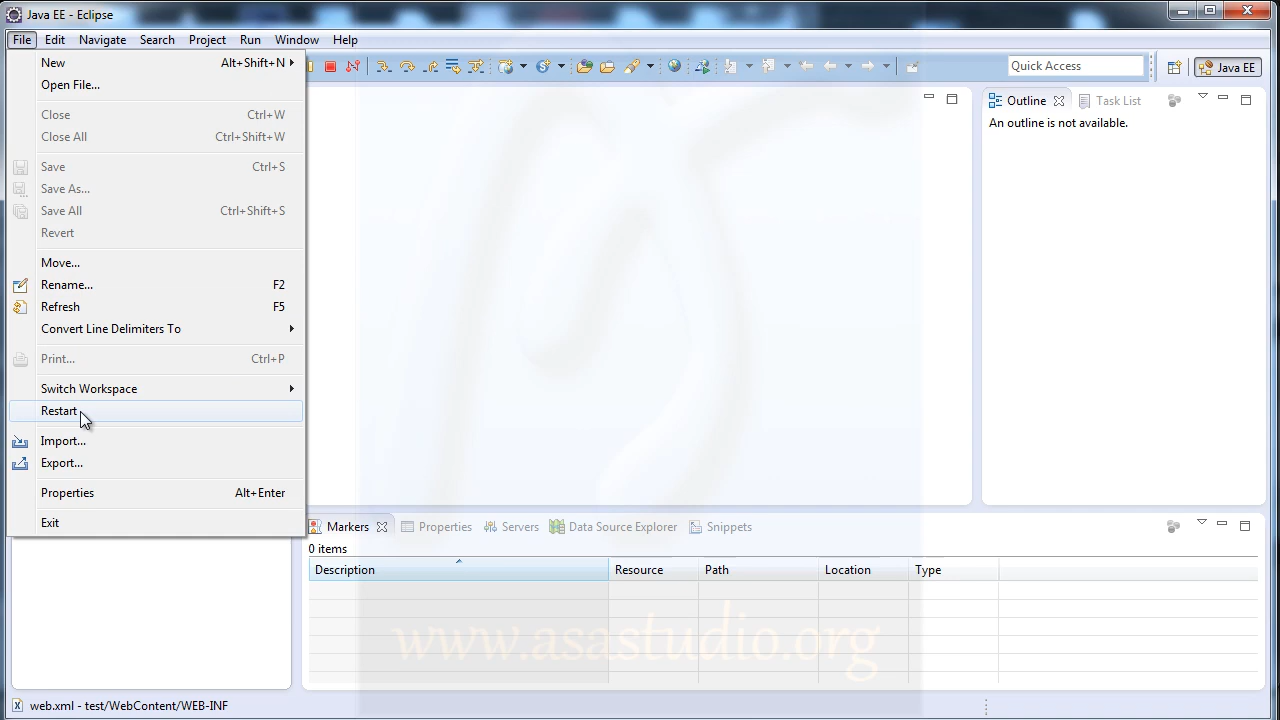 Java EE - Eclipse
File Edit Navigate Search Project Run Window Help
New Alt+Shift+N
Open File...
Close Ctrl+W
Close All Ctrl+Shift+W
Save Ctrl+S
Save As...
Save All Ctrl+Shift+S
Revert
Move...
Rename... F2
Refresh F5
Convert Line Delimiters To
Print... Ctrl+P
Switch Workspace
Restart
Import...
Export...
Properties Alt+Enter
Exit
Quick Access
Java EE
Outline Task List
An outline is not available.
Markers Properties Servers Data Source Explorer Snippets
0 items
Description Resource Path Location Type
www.asastudio.org
web.xml - test/WebContent/WEB-INF